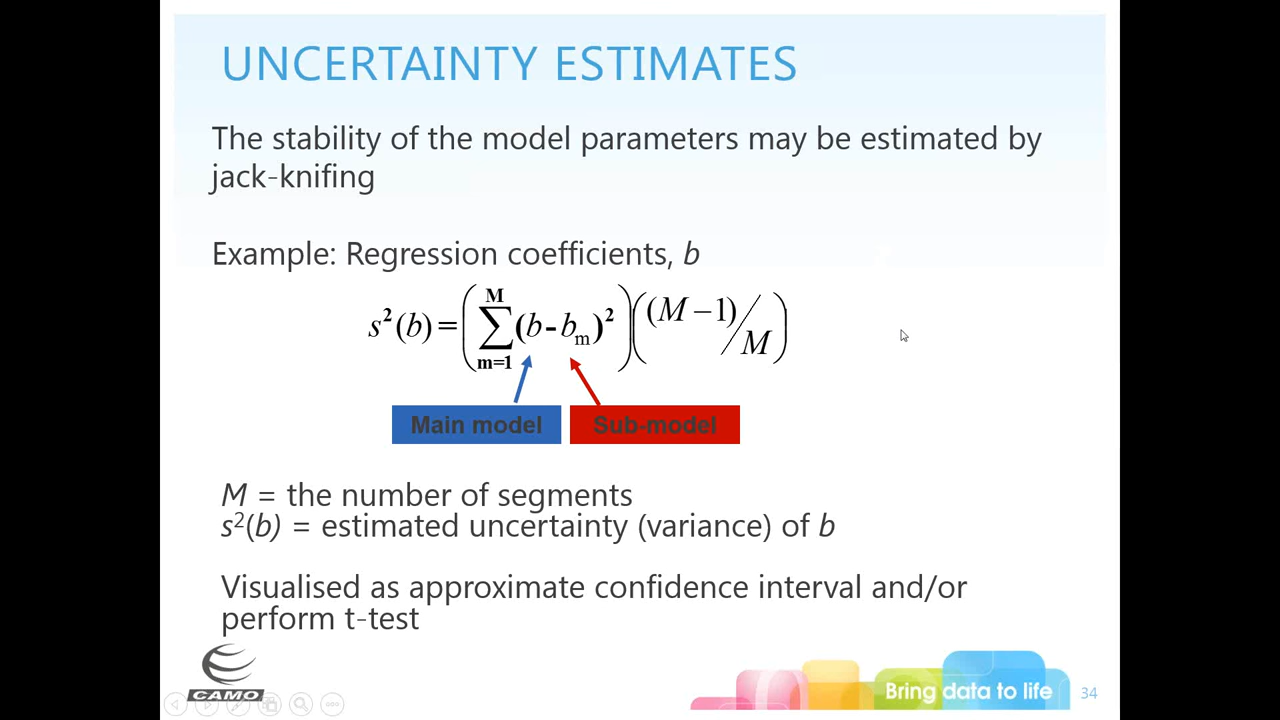 UNCERTAINTY ESTIMATES
The stability of the model parameters may be estimated by
jack-knifing
Example: Regression coefficients, b
s²(b) = (∑_{m=1}^{M} (b - b_m)²)((M − 1)/M)
Main model
Sub-model
M = the number of segments
s²(b) = estimated uncertainty (variance) of b
Visualised as approximate confidence interval and/or
perform t-test
CAMO
Bring data to life
34